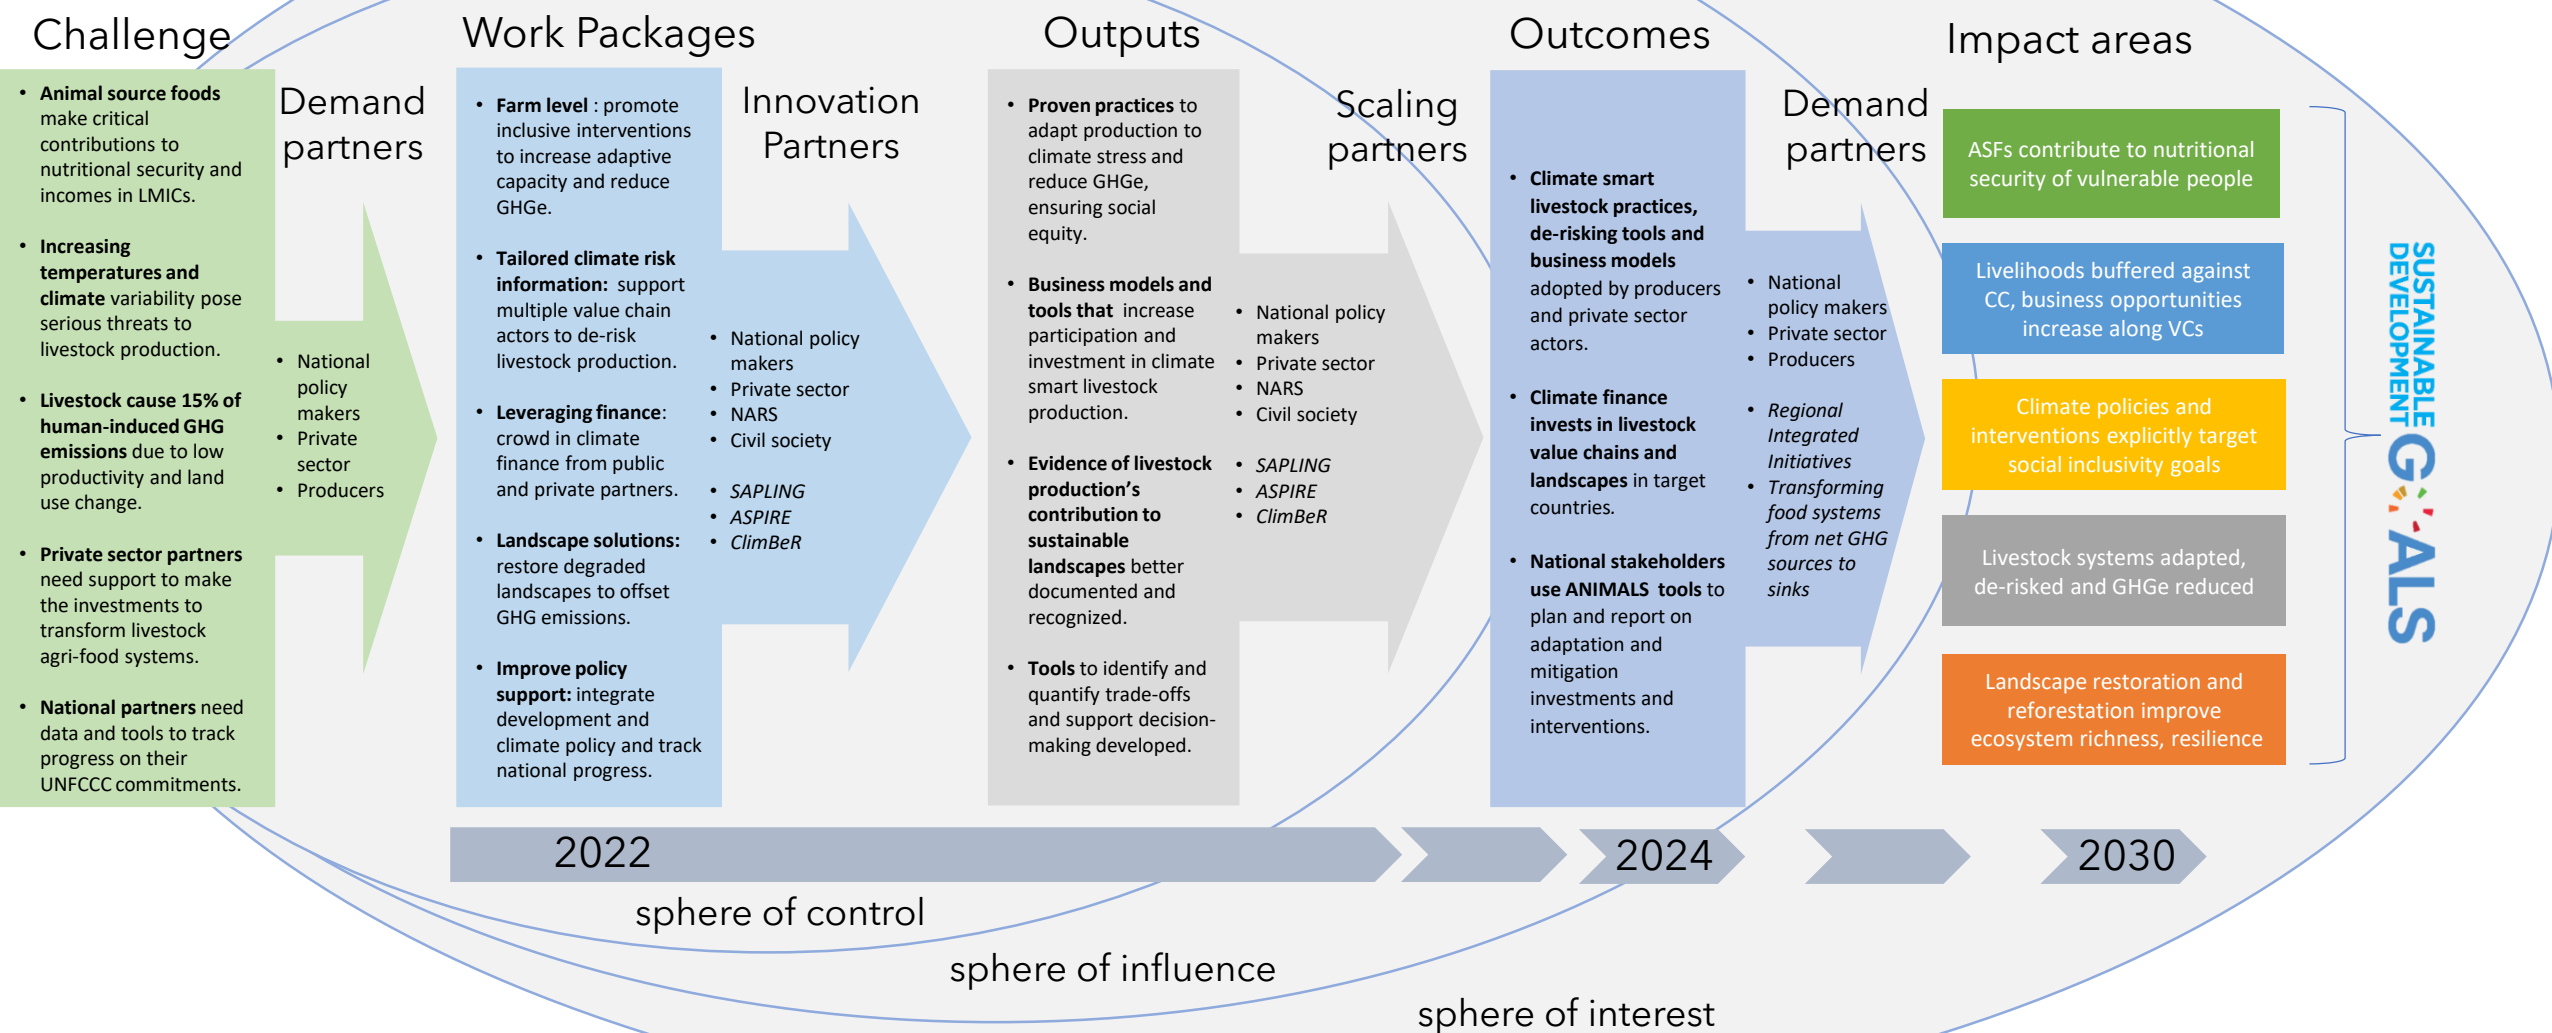 Challenge
• Animal source foods
make critical
contributions to
nutritional security and
incomes in LMICs.
• Increasing
temperatures and
climate variability pose
serious threats to
livestock production.
• Livestock cause 15% of
human-induced GHG
emissions due to low
productivity and land
use change.
• Private sector partners
need support to make
the investments to
transform livestock
agri-food systems.
• National partners need
data and tools to track
progress on their
UNFCCC commitments.
Demand
partners
• National
policy
makers
• Private
sector
• Producers
Work Packages
• Farm level : promote
inclusive interventions
to increase adaptive
capacity and reduce
GHGe.
• Tailored climate risk
information: support
multiple value chain
actors to de-risk
livestock production.
• Leveraging finance:
crowd in climate
finance from public
and private partners.
• Landscape solutions:
restore degraded
landscapes to offset
GHG emissions.
• Improve policy
support: integrate
development and
climate policy and track
national progress.
Innovation
Partners
• National policy
makers
• Private sector
• NARS
• Civil society
• SAPLING
• ASPIRE
• ClimBeR
Outputs
• Proven practices to
adapt production to
climate stress and
reduce GHGe,
ensuring social
equity.
• Business models and
tools that increase
participation and
investment in climate
smart livestock
production.
• Evidence of livestock
production's
contribution to
sustainable
landscapes better
documented and
recognized.
• Tools to identify and
quantify trade-offs
and support decision-
making developed.
Scaling
partners
• National policy
makers
• Private sector
• NARS
• Civil society
• SAPLING
• ASPIRE
• ClimBeR
Outcomes
• Climate smart
livestock practices,
de-risking tools and
business models
adopted by producers
and private sector
actors.
• Climate finance
invests in livestock
value chains and
landscapes in target
countries.
• National stakeholders
use ANIMALS tools to
plan and report on
adaptation and
mitigation
investments and
interventions.
Demand
partners
• National
policy makers
• Private sector
• Producers
• Regional
Integrated
Initiatives
• Transforming
food systems
from net GHG
sources to
sinks
Impact areas
ASFs contribute to nutritional
security of vulnerable people
Livelihoods buffered against
CC, business opportunities
increase along VCs
Climate policies and
interventions explicitly target
social inclusivity goals
Livestock systems adapted,
de-risked and GHGe reduced
Landscape restoration and
reforestation improve
ecosystem richness, resilience
SUSTAINABLE
DEVELOPMENT
GOALS
2022
2024
2030
sphere of control
sphere of influence
sphere of interest